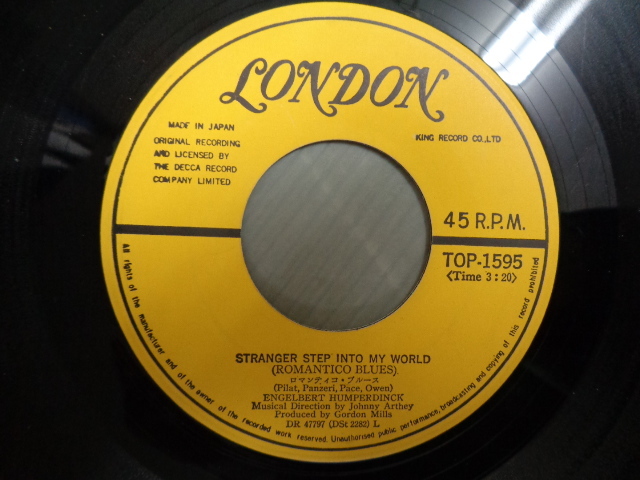 LONDON
MADE IN JAPAN
ORIGINAL RECORDING
AND LICENSED BY
THE DECCA RECORD
COMPANY LIMITED
KING RECORD CO.,LTD
45 R.P.M.
TOP-1595
〈Time 3:20〉
STRANGER STEP INTO MY WORLD
(ROMANTICO BLUES)
ロマンティコ・ブルース
(Pilat, Panzeri, Pace, Owen)
ENGELBERT HUMPERDINCK
Musical Direction by Johnny Arthey
Produced by Gordon Mills
DR 47797 (DSt 2282) L
All rights of the manufacturer and of the owner of the recorded work reserved. Unauthorised public performance, broadcasting and copying of this record prohibited